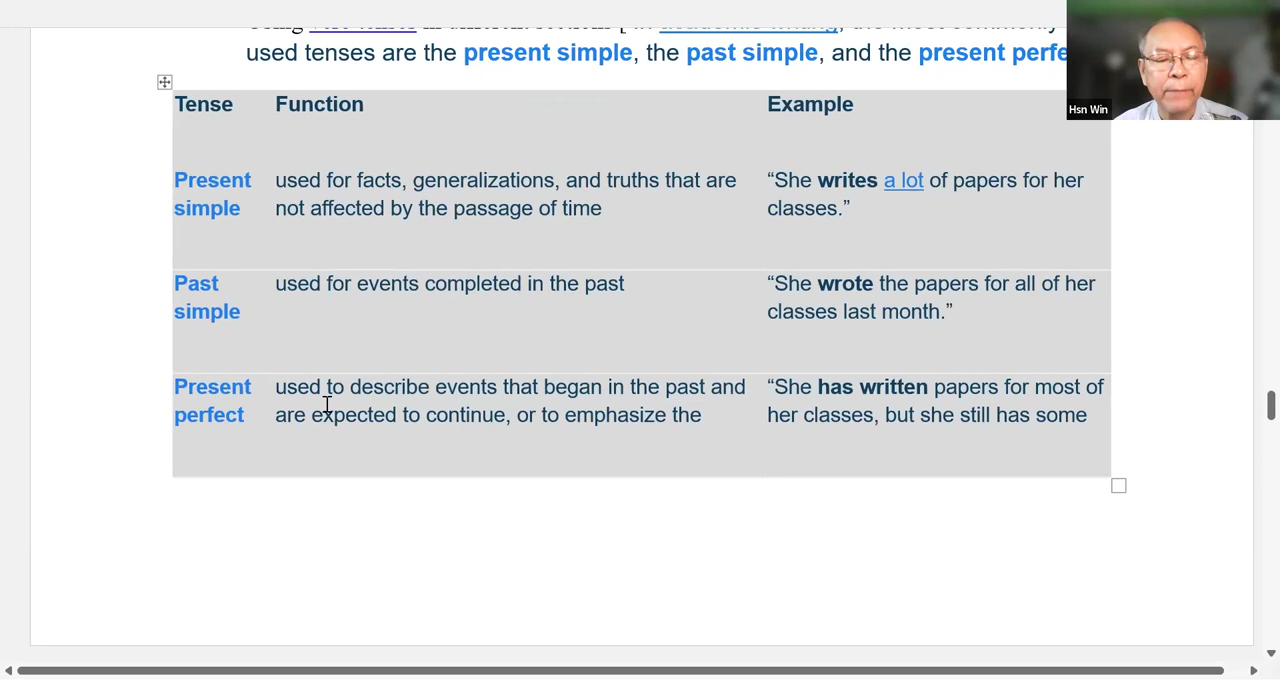 used tenses are the present simple, the past simple, and the present perfe
Tense Function Example
Present used for facts, generalizations, and truths that are “She writes a lot of papers for her
simple not affected by the passage of time classes.”
Past used for events completed in the past “She wrote the papers for all of her
simple classes last month.”
Present used to describe events that began in the past and “She has written papers for most of
perfect are expected to continue, or to emphasize the her classes, but she still has some
Hsn Win